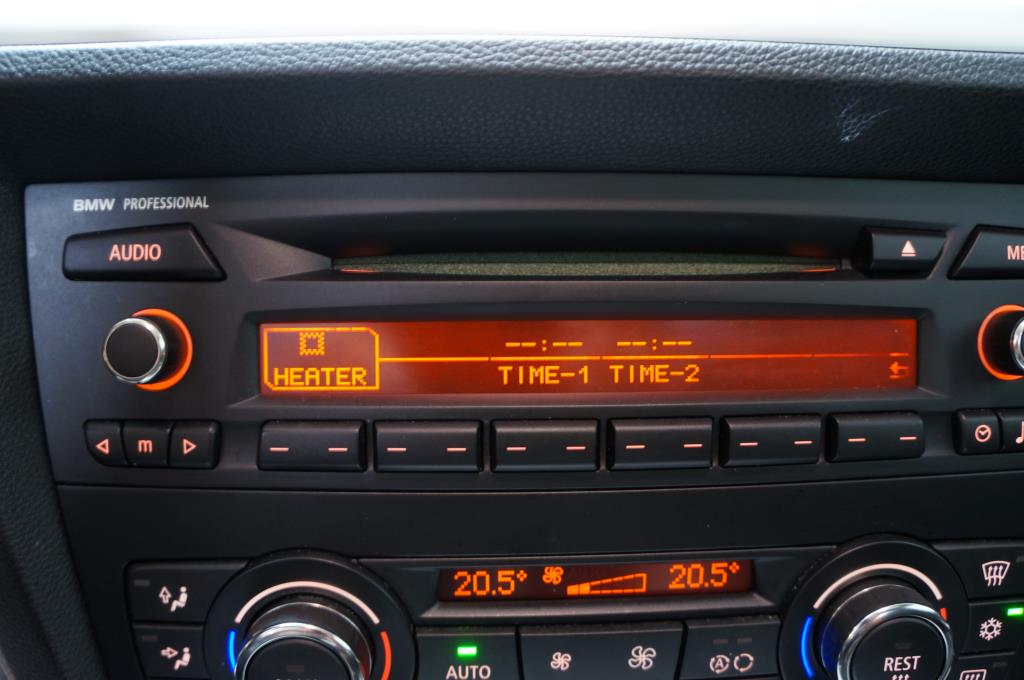 BMW PROFESSIONAL
AUDIO
--:-- --:--
HEATER TIME-1 TIME-2
m
20.5° 20.5°
AUTO
A
REST